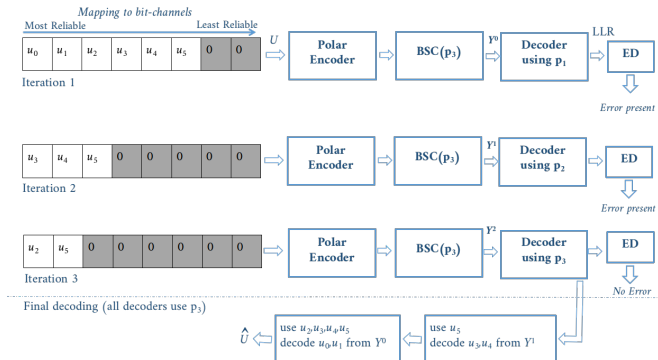 Mapping to bit-channels
Most Reliable Least Reliable
u0 u1 u2 u3 u4 u5 0 0
U
Polar Encoder
BSC(p3)
Y0
Decoder using p1
LLR
ED
Iteration 1
Error present
u3 u4 u5 0 0 0 0 0
Polar Encoder
BSC(p3)
Y1
Decoder using p2
ED
Iteration 2
Error present
u2 u5 0 0 0 0 0 0
Polar Encoder
BSC(p3)
Y2
Decoder using p3
ED
Iteration 3
No Error
Final decoding (all decoders use p3)
Û
use u2,u3,u4,u5
decode u0,u1 from Y0
use u5
decode u3,u4 from Y1